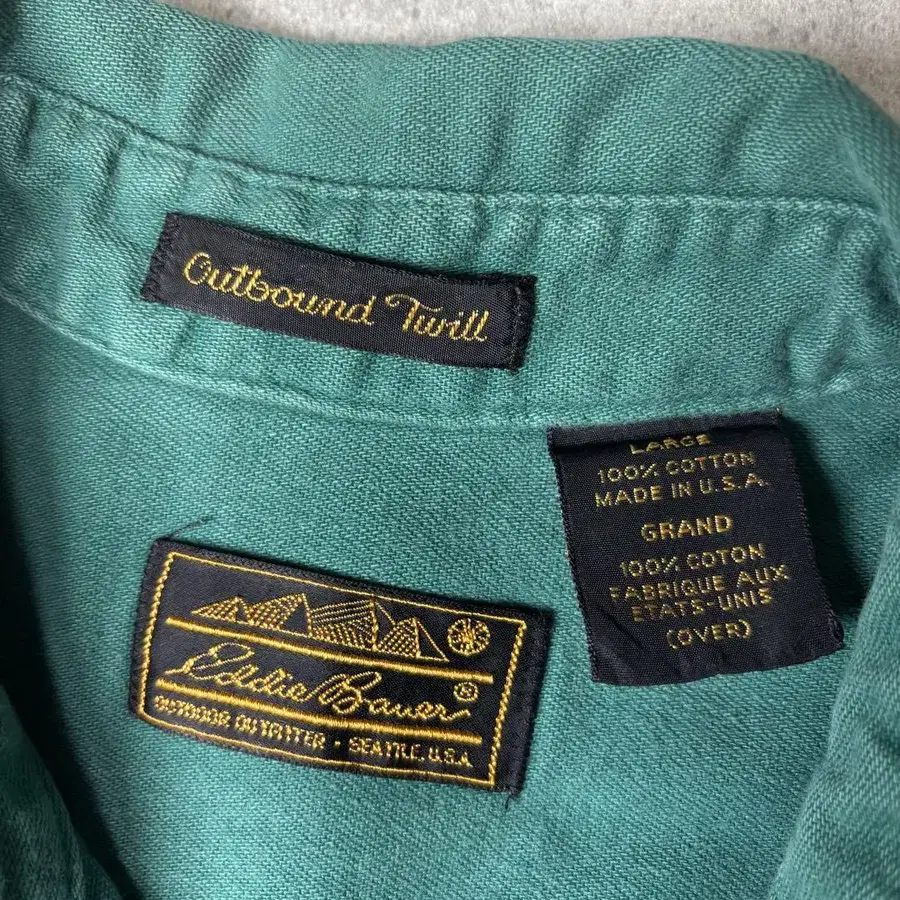 Outbound Twill
LARGE
100% COTTON
MADE IN U.S.A.
GRAND
100% COTON
FABRIQUE AUX
ETATS-UNIS
(OVER)
Eddie Bauer®
OUTDOOR OUTFITTER • SEATTLE, U.S.A.